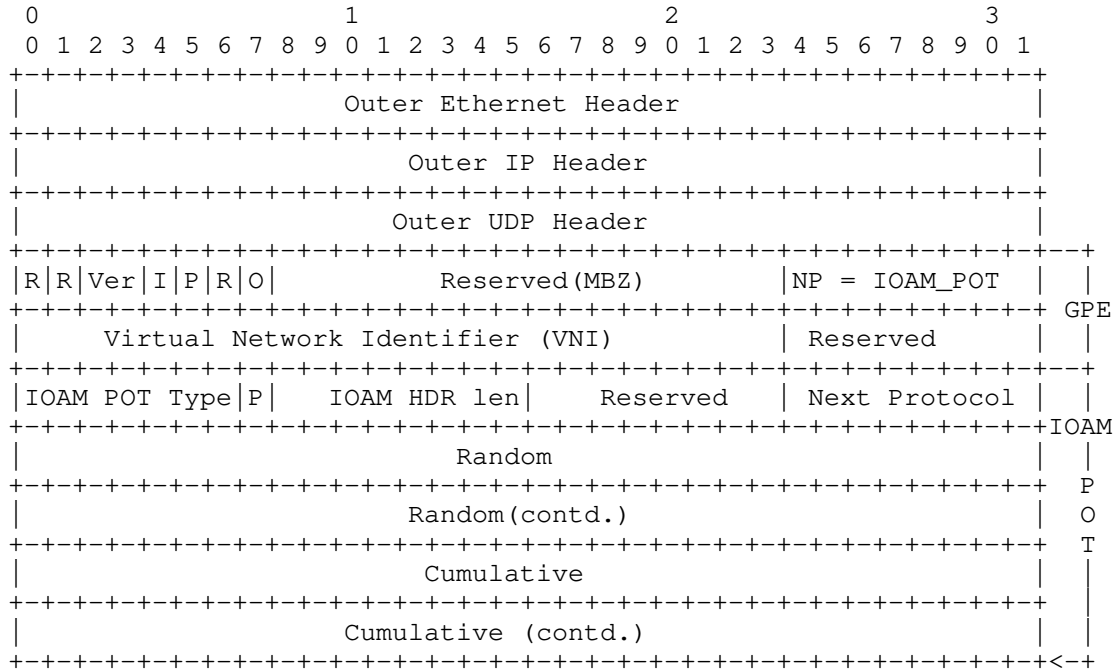 0                   1                   2                   3
 0 1 2 3 4 5 6 7 8 9 0 1 2 3 4 5 6 7 8 9 0 1 2 3 4 5 6 7 8 9 0 1
+-+-+-+-+-+-+-+-+-+-+-+-+-+-+-+-+-+-+-+-+-+-+-+-+-+-+-+-+-+-+-+-+
|                    Outer Ethernet Header                      |
+-+-+-+-+-+-+-+-+-+-+-+-+-+-+-+-+-+-+-+-+-+-+-+-+-+-+-+-+-+-+-+-+
|                        Outer IP Header                        |
+-+-+-+-+-+-+-+-+-+-+-+-+-+-+-+-+-+-+-+-+-+-+-+-+-+-+-+-+-+-+-+-+
|                       Outer UDP Header                        |
+-+-+-+-+-+-+-+-+-+-+-+-+-+-+-+-+-+-+-+-+-+-+-+-+-+-+-+-+-+-+-+-+--+
|R|R|Ver|I|P|R|O|          Reserved(MBZ)        |NP = IOAM_POT  |  |
+-+-+-+-+-+-+-+-+-+-+-+-+-+-+-+-+-+-+-+-+-+-+-+-+-+-+-+-+-+-+-+-+ GPE
|     Virtual Network Identifier (VNI)          | Reserved      |  |
+-+-+-+-+-+-+-+-+-+-+-+-+-+-+-+-+-+-+-+-+-+-+-+-+-+-+-+-+-+-+-+-+--+
|IOAM POT Type|P|   IOAM HDR len|    Reserved   | Next Protocol |  |
+-+-+-+-+-+-+-+-+-+-+-+-+-+-+-+-+-+-+-+-+-+-+-+-+-+-+-+-+-+-+-+-+IOAM
|                           Random                              |  |
+-+-+-+-+-+-+-+-+-+-+-+-+-+-+-+-+-+-+-+-+-+-+-+-+-+-+-+-+-+-+-+-+  P
|                        Random(contd.)                         |  O
+-+-+-+-+-+-+-+-+-+-+-+-+-+-+-+-+-+-+-+-+-+-+-+-+-+-+-+-+-+-+-+-+  T
|                         Cumulative                            |  |
+-+-+-+-+-+-+-+-+-+-+-+-+-+-+-+-+-+-+-+-+-+-+-+-+-+-+-+-+-+-+-+-+  |
|                    Cumulative (contd.)                        |  |
+-+-+-+-+-+-+-+-+-+-+-+-+-+-+-+-+-+-+-+-+-+-+-+-+-+-+-+-+-+-+-+-+<-+